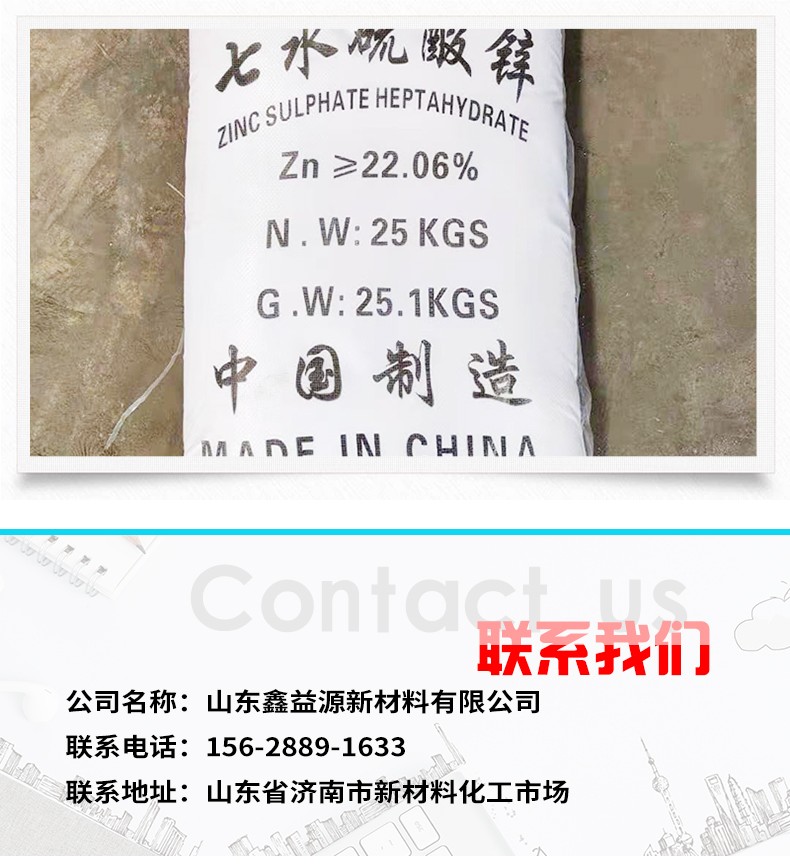 七水硫酸锌
ZINC SULPHATE HEPTAHYDRATE
Zn ≥22.06%
N.W: 25 KGS
G.W: 25.1KGS
中国制造
MADE IN CHINA
Contact us
联系我们
公司名称：山东鑫益源新材料有限公司
联系电话：156-2889-1633
联系地址：山东省济南市新材料化工市场